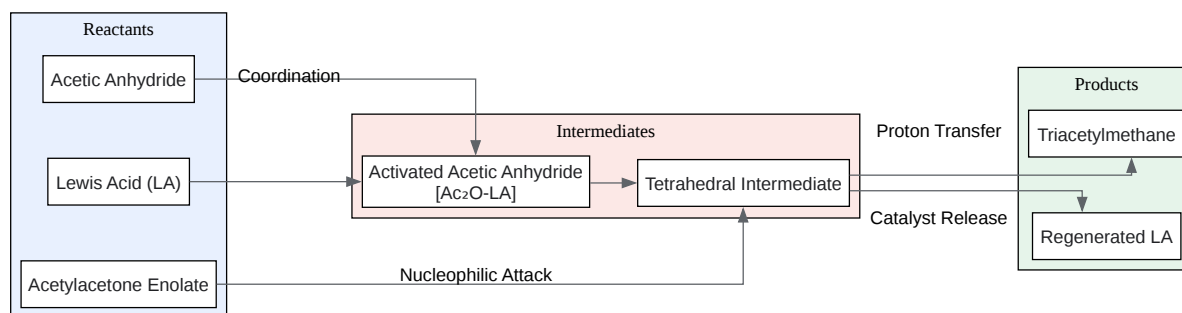 Reactants
Acetic Anhydride
Coordination
Lewis Acid (LA)
Acetylacetone Enolate
Nucleophilic Attack
Intermediates
Activated Acetic Anhydride
[Ac₂O-LA]
Tetrahedral Intermediate
Proton Transfer
Catalyst Release
Products
Triacetylmethane
Regenerated LA